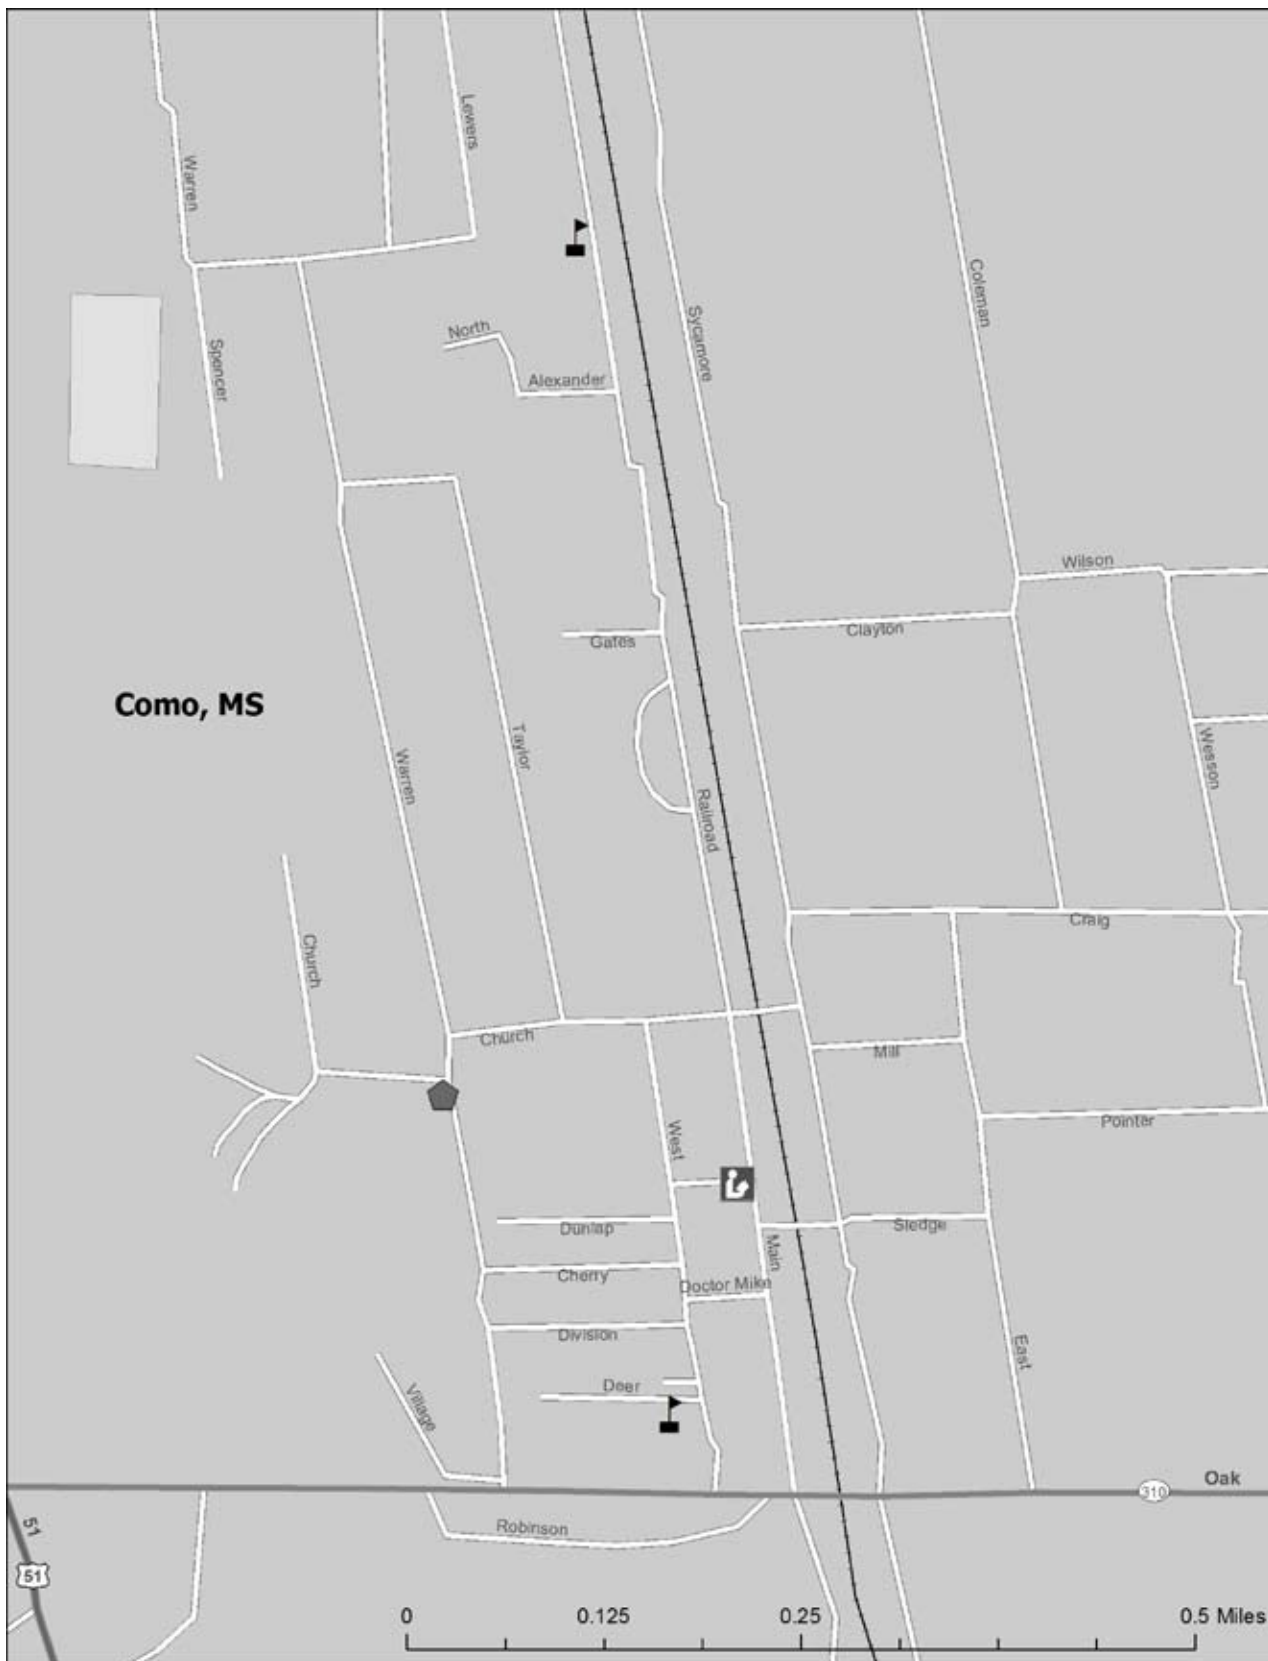 Lewers
Warren
Coleman
Sycamore
North
Spencer
Alexander
Wilson
Clayton
Gates
Como, MS
Taylor
Warren
Wesson
Railroad
Craig
Church
Church
Mill
West
Pointer
Dunlap
Sledge
Main
Cherry
Doctor Mike
Division
East
Deer
Village
Oak
310
51
Robinson
51
0 0.125 0.25 0.5 Miles